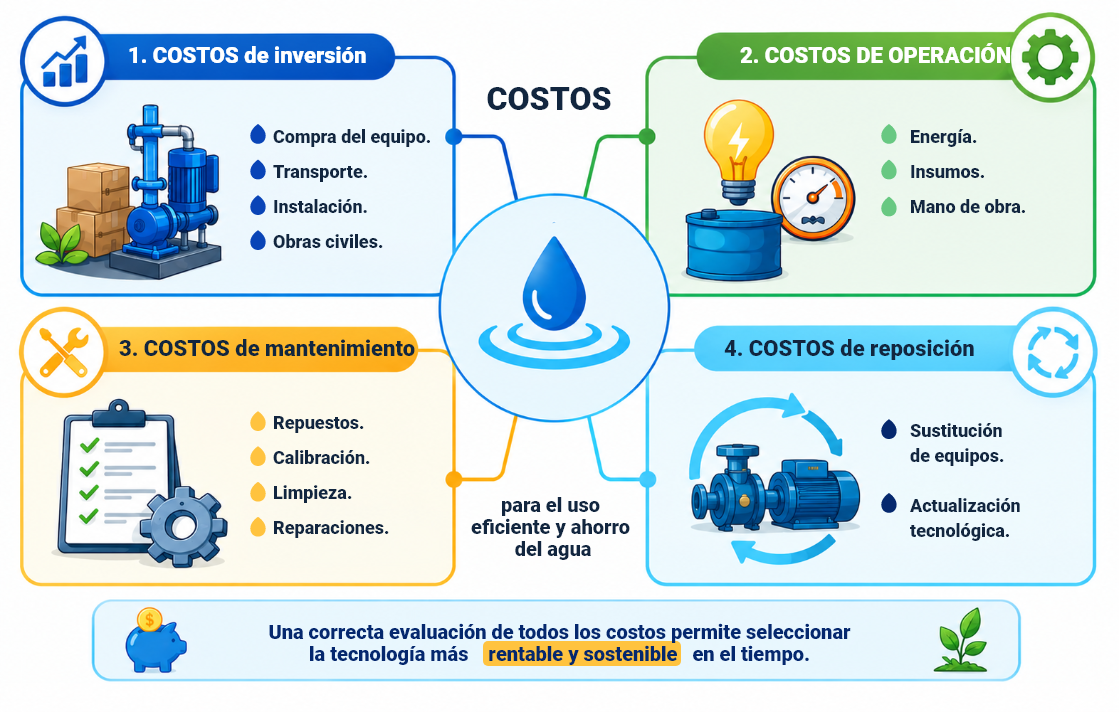 COSTOS
1. COSTOS de inversión
Compra del equipo.
Transporte.
Instalación.
Obras civiles.
2. COSTOS DE OPERACIÓN
Energía.
Insumos.
Mano de obra.
3. COSTOS de mantenimiento
Repuestos.
Calibración.
Limpieza.
Reparaciones.
4. COSTOS de reposición
Sustitución
de equipos.
Actualización
tecnológica.
para el uso
eficiente y ahorro
del agua
$
Una correcta evaluación de todos los costos permite seleccionar
la tecnología más rentable y sostenible en el tiempo.